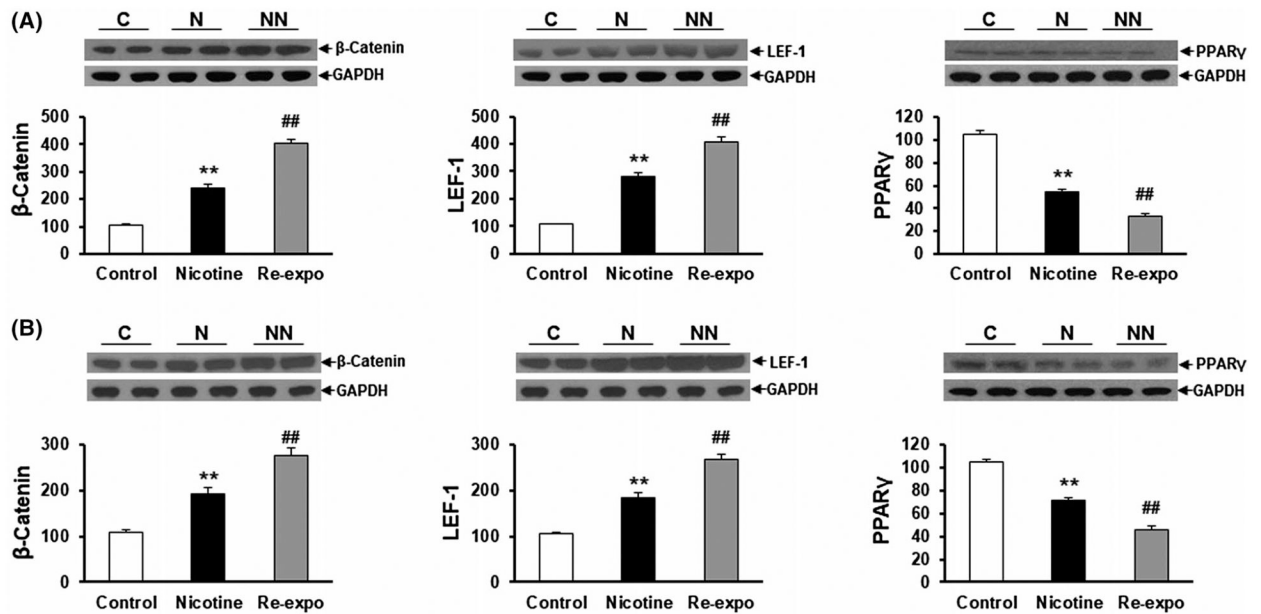 (A)
C N NN
β-Catenin
GAPDH
β-Catenin
500
400
300
200
100
0
**
##
Control Nicotine Re-expo
C N NN
LEF-1
GAPDH
LEF-1
500
400
300
200
100
0
**
##
Control Nicotine Re-expo
C N NN
PPARγ
GAPDH
PPARγ
120
100
80
60
40
20
0
**
##
Control Nicotine Re-expo
(B)
C N NN
β-Catenin
GAPDH
β-Catenin
300
200
100
0
**
##
Control Nicotine Re-expo
C N NN
LEF-1
GAPDH
LEF-1
300
200
100
0
**
##
Control Nicotine Re-expo
C N NN
PPARγ
GAPDH
PPARγ
120
100
80
60
40
20
0
**
##
Control Nicotine Re-expo